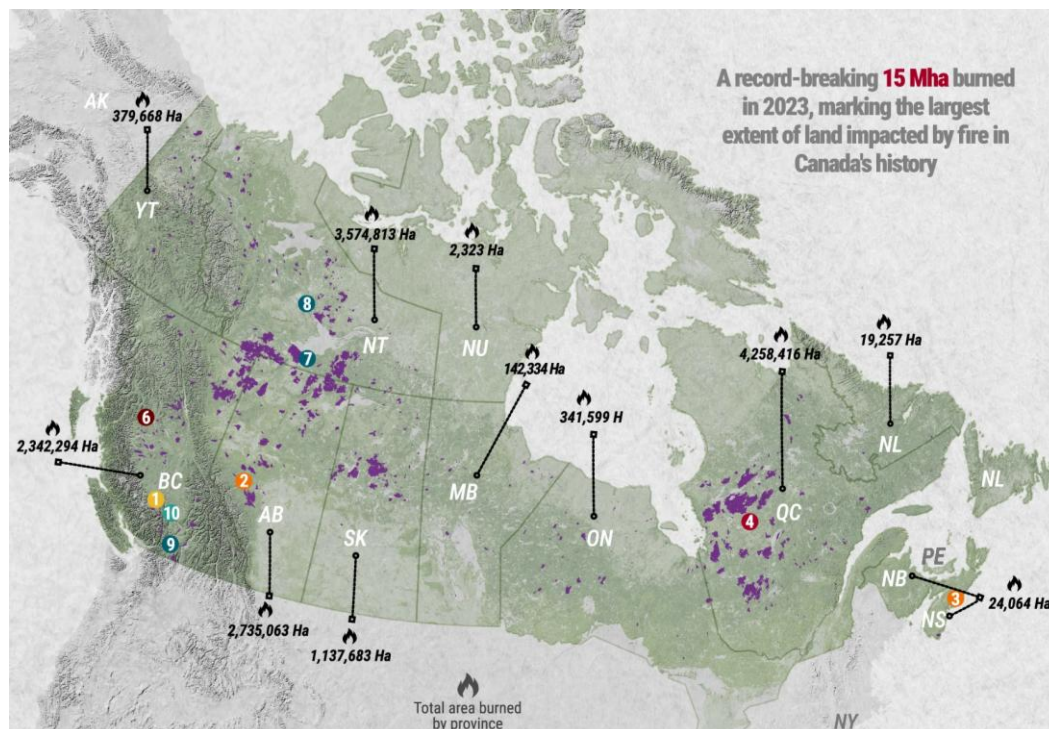 A record-breaking 15 Mha burned
in 2023, marking the largest
extent of land impacted by fire in
Canada's history
AK
379,668 Ha
YT
3,574,813 Ha
NT
2,323 Ha
NU
142,334 Ha
MB
341,599 H
ON
4,258,416 Ha
QC
19,257 Ha
NL
NL
8
7
6
2,342,294 Ha
BC
1
10
9
2
AB
2,735,063 Ha
SK
1,137,683 Ha
4
PE
NB
3
NS
24,064 Ha
Total area burned
by province
NY